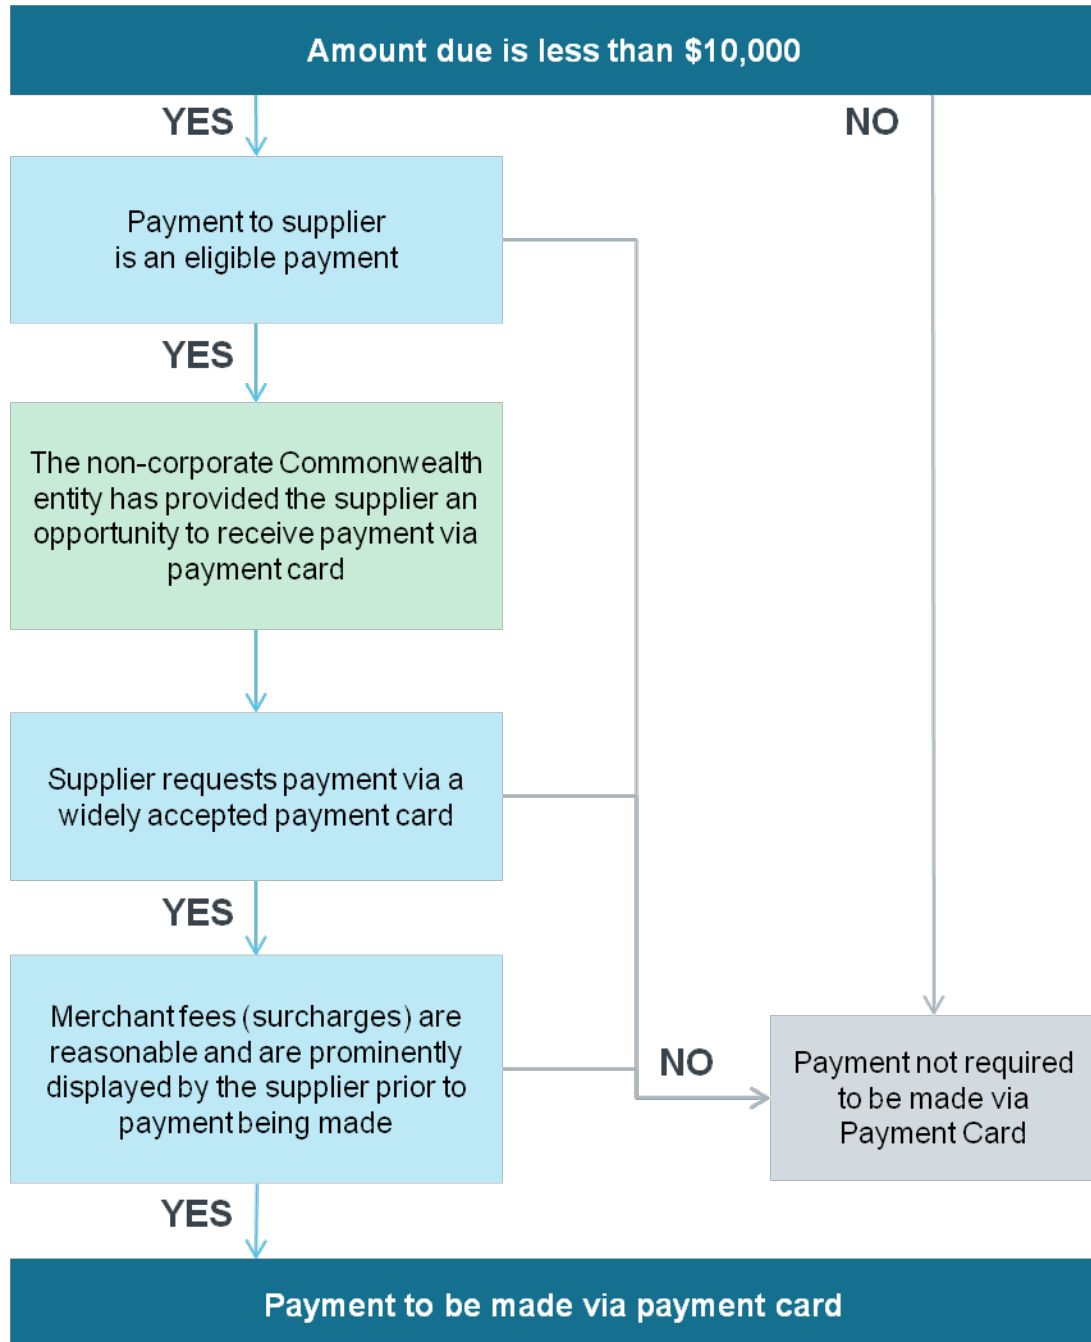 Amount due is less than $10,000
YES
NO
Payment to supplier
is an eligible payment
YES
The non-corporate Commonwealth
entity has provided the supplier an
opportunity to receive payment via
payment card
Supplier requests payment via a
widely accepted payment card
YES
Merchant fees (surcharges) are
reasonable and are prominently
displayed by the supplier prior to
payment being made
NO
Payment not required
to be made via
Payment Card
YES
Payment to be made via payment card